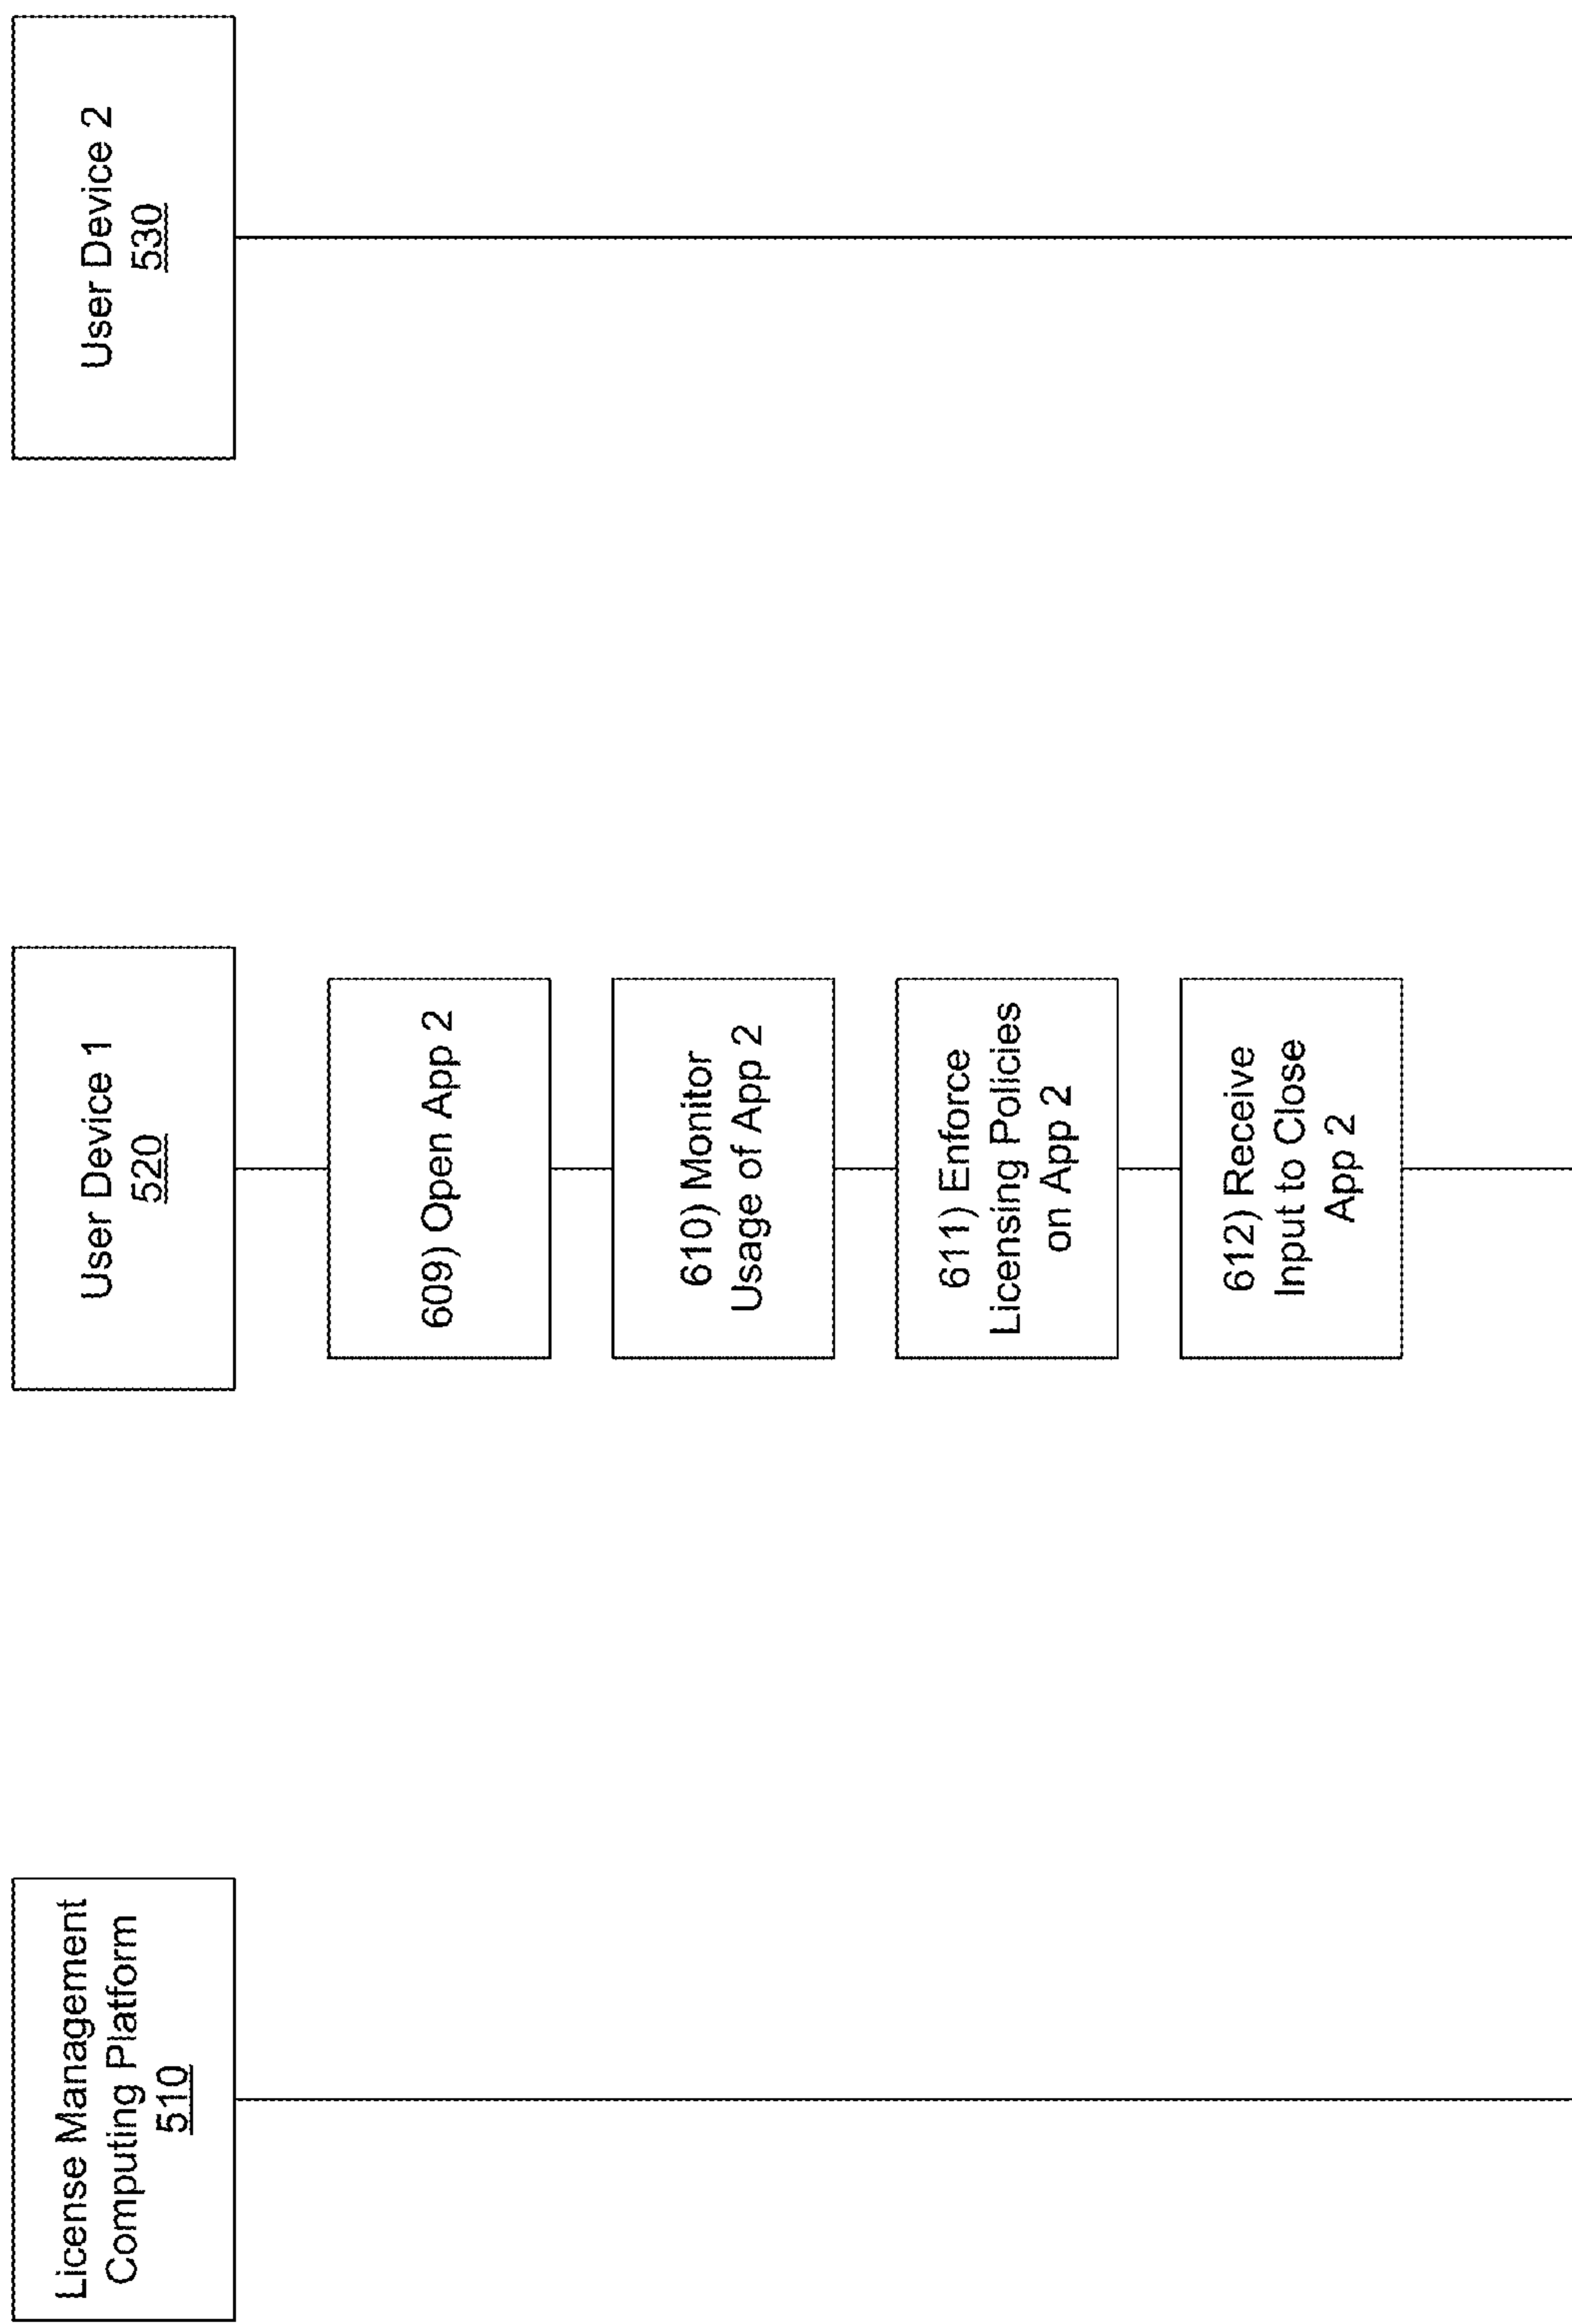 License Management
Computing Platform
510
User Device 1
520
User Device 2
530
609) Open App 2
610) Monitor
Usage of App 2
611) Enforce
Licensing Policies
on App 2
612) Receive
Input to Close
App 2